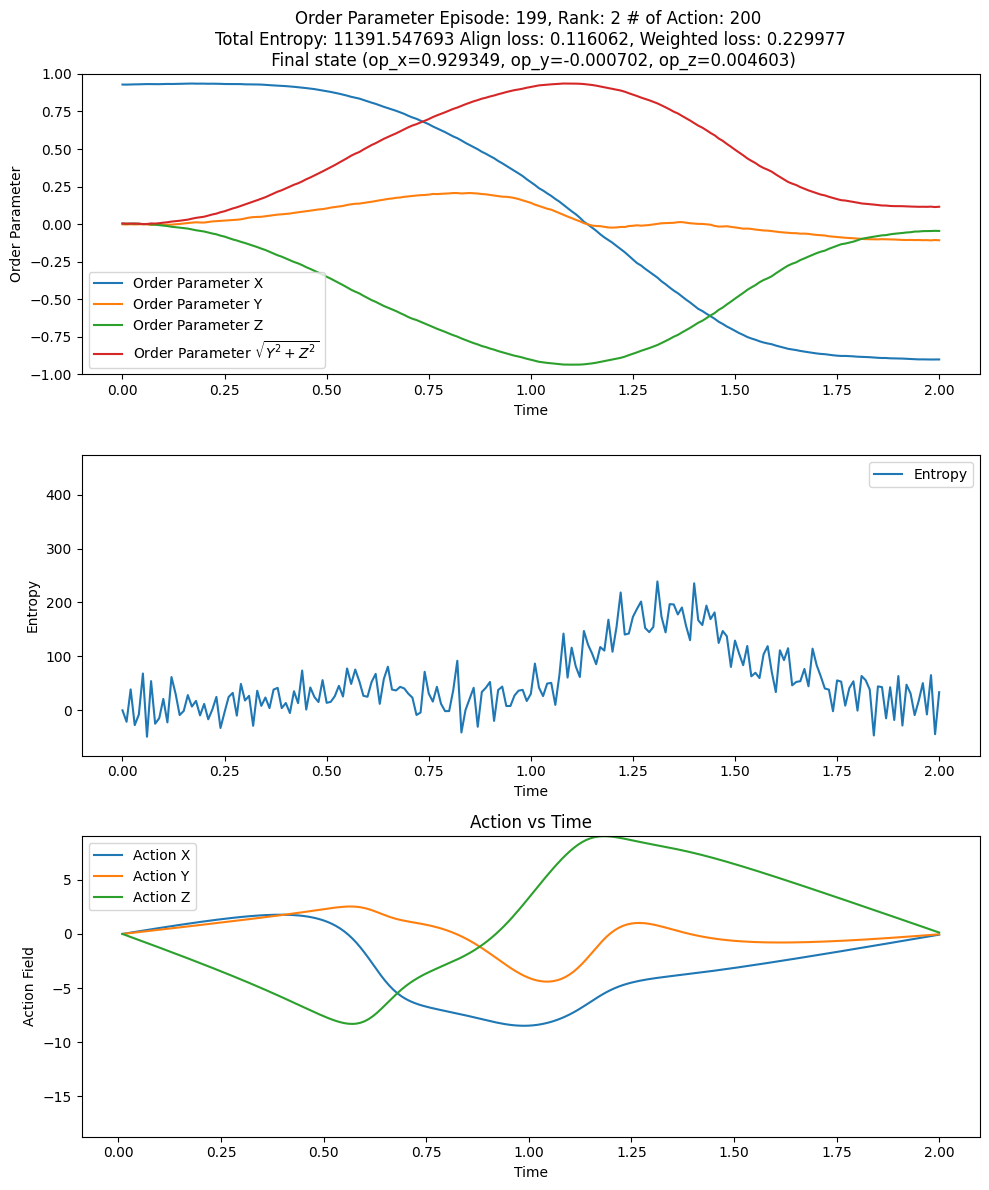 Order Parameter Episode: 199, Rank: 2 # of Action: 200
Total Entropy: 11391.547693 Align loss: 0.116062, Weighted loss: 0.229977
Final state (op_x=0.929349, op_y=-0.000702, op_z=0.004603)
1.00
0.75
0.50
0.25
0.00
−0.25
−0.50
−0.75
−1.00
Order Parameter
Order Parameter X
Order Parameter Y
Order Parameter Z
Order Parameter √Y² + Z²
0.00 0.25 0.50 0.75 1.00 1.25 1.50 1.75 2.00
Time
400
300
200
100
0
Entropy
Entropy
0.00 0.25 0.50 0.75 1.00 1.25 1.50 1.75 2.00
Time
Action vs Time
5
0
−5
−10
−15
Action Field
Action X
Action Y
Action Z
0.00 0.25 0.50 0.75 1.00 1.25 1.50 1.75 2.00
Time